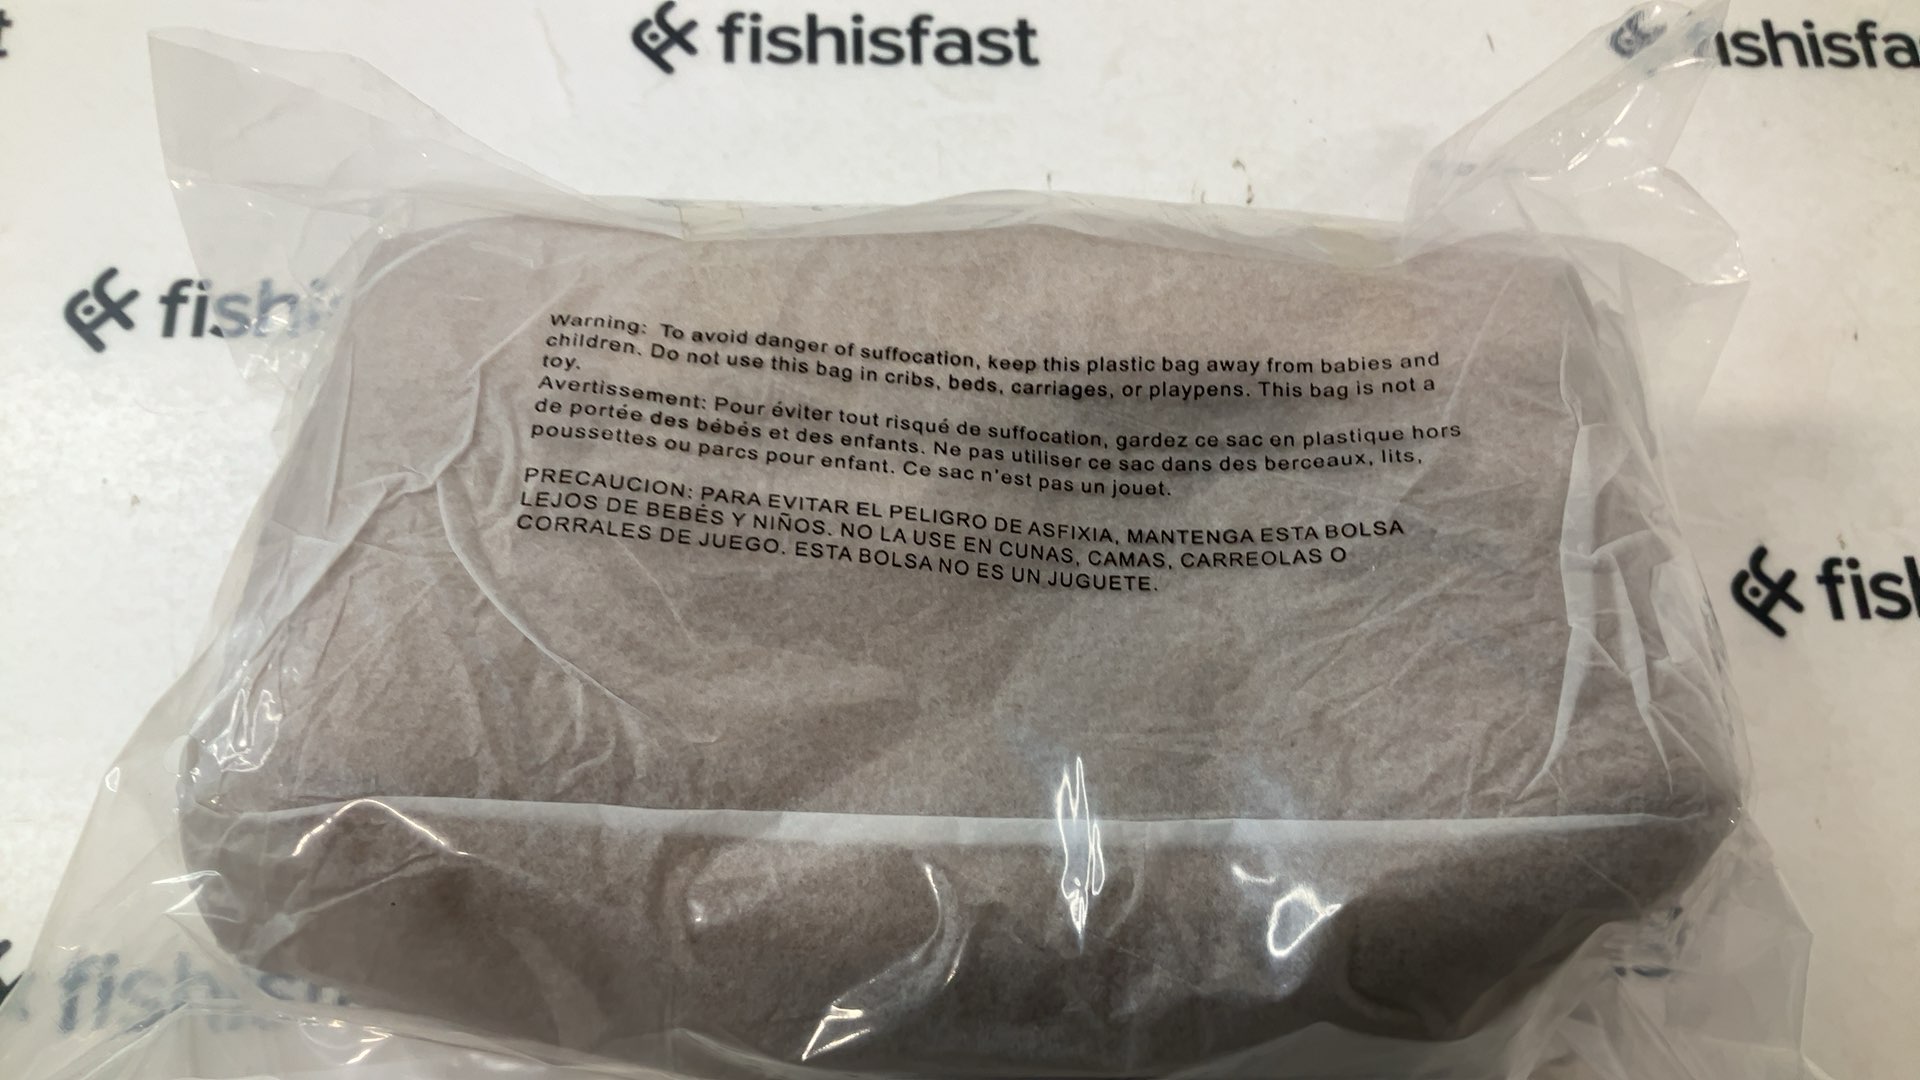 fishisfast
ishisfa
fishi
Warning: To avoid danger of suffocation, keep this plastic bag away from babies and
children. Do not use this bag in cribs, beds, carriages, or playpens. This bag is not a
toy.
Avertissement: Pour éviter tout risqué de suffocation, gardez ce sac en plastique hors
de portée des bébés et des enfants. Ne pas utiliser ce sac dans des berceaux, lits,
poussettes ou parcs pour enfant. Ce sac n'est pas un jouet.
PRECAUCION: PARA EVITAR EL PELIGRO DE ASFIXIA, MANTENGA ESTA BOLSA
LEJOS DE BEBÉS Y NIÑOS. NO LA USE EN CUNAS, CAMAS, CARREOLAS O
CORRALES DE JUEGO. ESTA BOLSA NO ES UN JUGUETE.
fish